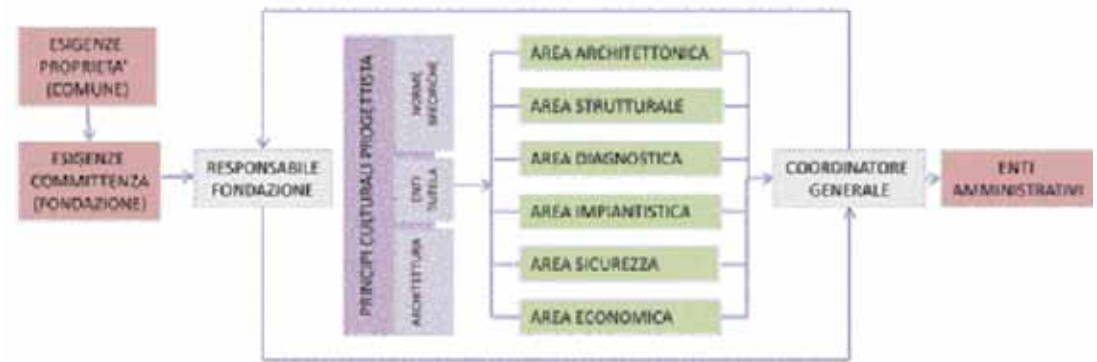 ESIGENZE
PROPRIETA'
(COMUNE)
ESIGENZE
COMMITTENZA
(FONDAZIONE)
RESPONSABILE
FONDAZIONE
PRINCIPI CULTURALI PROGETTISTA
NORME
SPECIFICHE
ENTI
TUTELA
ARCHITETTURA
AREA ARCHITETTONICA
AREA STRUTTURALE
AREA DIAGNOSTICA
AREA IMPIANTISTICA
AREA SICUREZZA
AREA ECONOMICA
COORDINATORE
GENERALE
ENTI
AMMINISTRATIVI